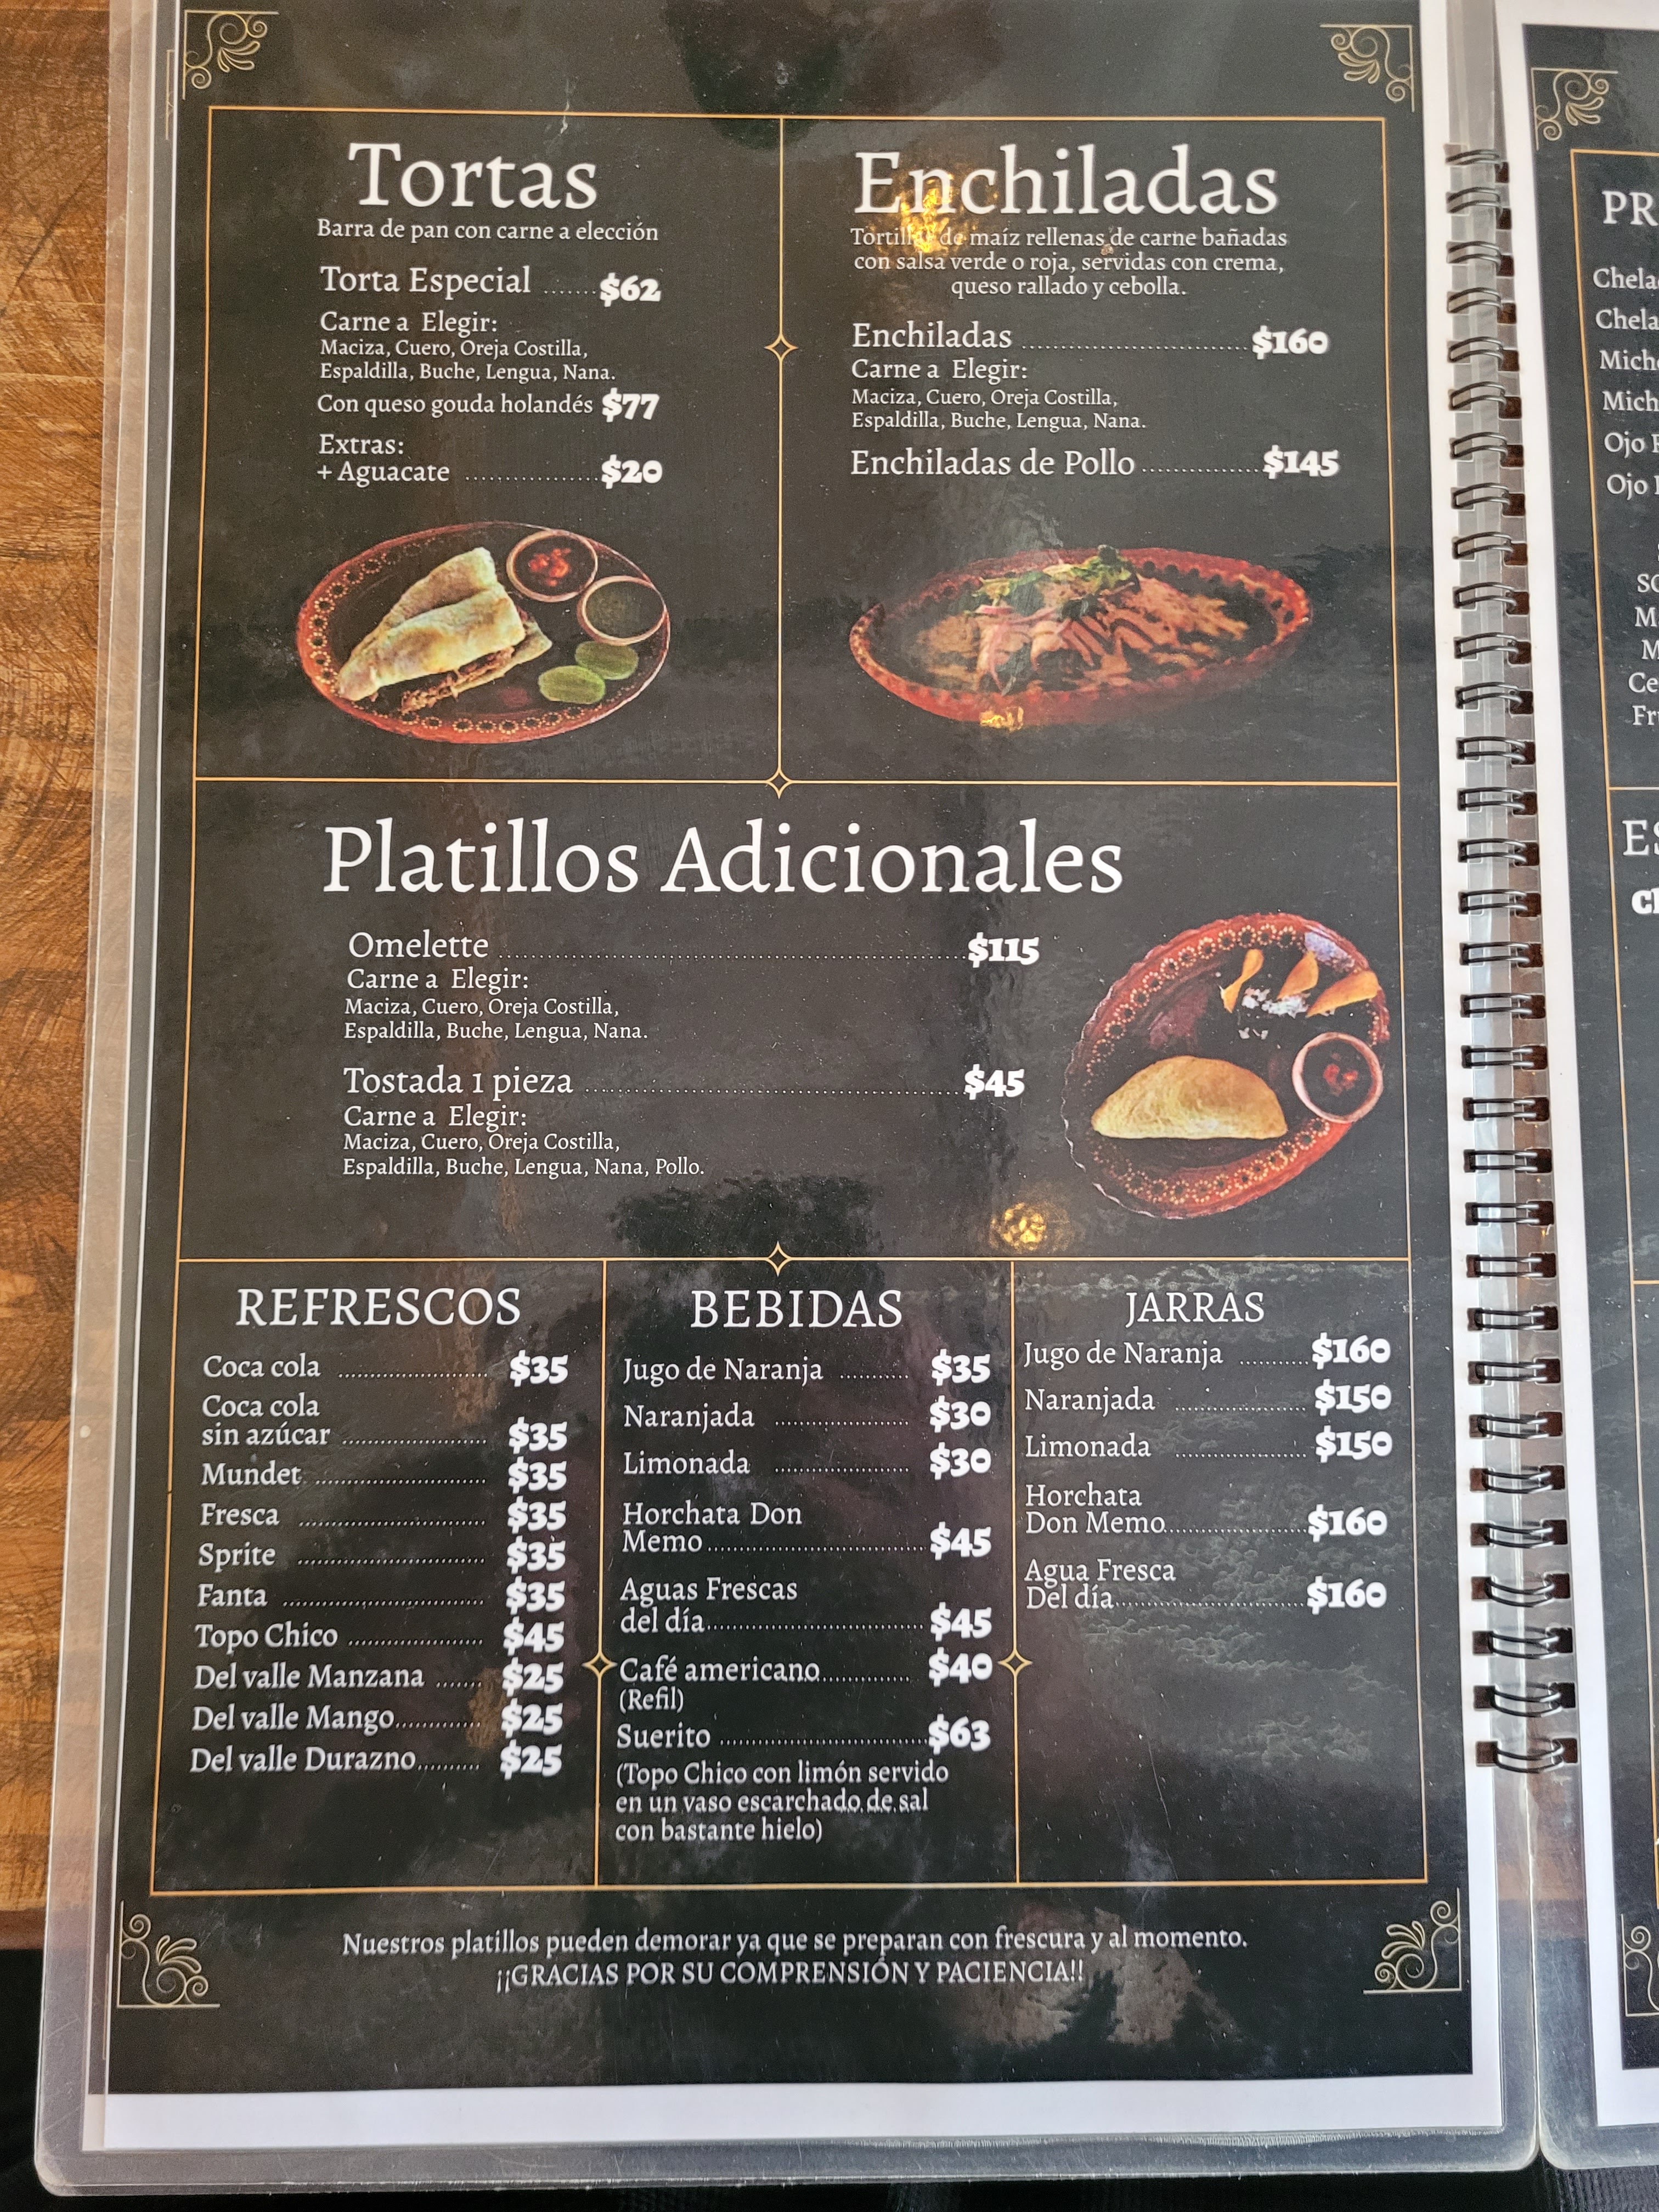 Tortas
Barra de pan con carne a elección
Torta Especial ....... $62
Carne a Elegir:
Maciza, Cuero, Oreja Costilla,
Espaldilla, Buche, Lengua, Nana.
Con queso gouda holandés $77
Extras:
+ Aguacate ................. $20
Enchiladas
Tortillas de maíz rellenas de carne bañadas
con salsa verde o roja, servidas con crema,
queso rallado y cebolla.
Enchiladas ................................. $160
Carne a Elegir:
Maciza, Cuero, Oreja Costilla,
Espaldilla, Buche, Lengua, Nana.
Enchiladas de Pollo ................. $145
Platillos Adicionales
Omelette ........................................ $115
Carne a Elegir:
Maciza, Cuero, Oreja Costilla,
Espaldilla, Buche, Lengua, Nana.
Tostada 1 pieza ........................................ $45
Carne a Elegir:
Maciza, Cuero, Oreja Costilla,
Espaldilla, Buche, Lengua, Nana, Pollo.
REFRESCOS
Coca cola ........................ $35
Coca cola
sin azúcar ....................... $35
Mundet ........................... $35
Fresca .............................. $35
Sprite .............................. $35
Fanta ................................ $35
Topo Chico ...................... $45
Del valle Manzana ....... $25
Del valle Mango............. $25
Del valle Durazno.......... $25
BEBIDAS
Jugo de Naranja ........... $35
Naranjada ...................... $30
Limonada ...................... $30
Horchata Don
Memo ................................... $45
Aguas Frescas
del día................................... $45
Café americano............... $40
(Refil)
Suerito ................................. $63
(Topo Chico con limón servido
en un vaso escarchado de sal
con bastante hielo)
JARRAS
Jugo de Naranja ........... $160
Naranjada ..................... $150
Limonada ..................... $150
Horchata
Don Memo....................... $160
Agua Fresca
Del día............................... $160
Nuestros platillos pueden demorar ya que se preparan con frescura y al momento.
¡¡GRACIAS POR SU COMPRENSIÓN Y PACIENCIA!!
Ojo
Ojo